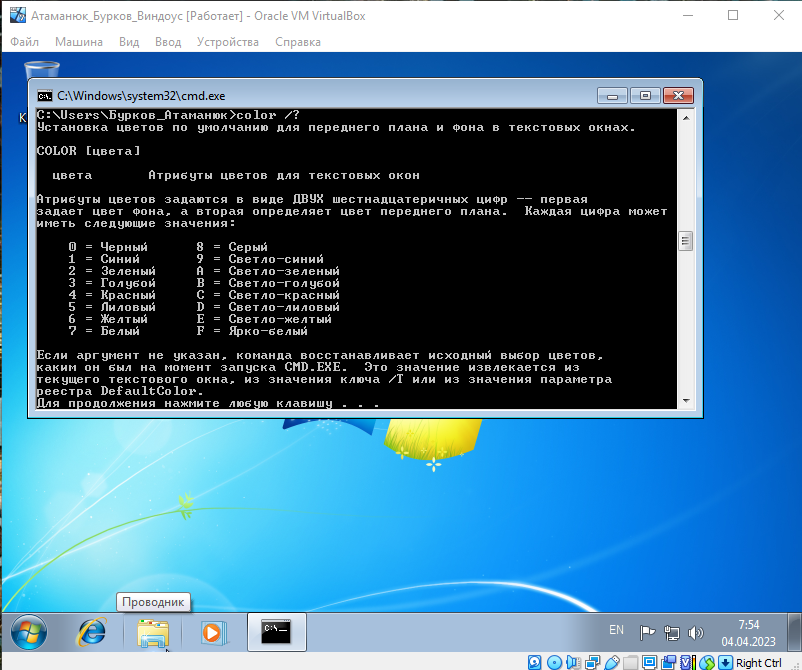 Атаманюк_Бурков_Виндоус [Работает] - Oracle VM VirtualBox
Файл Машина Вид Ввод Устройства Справка
C:\Windows\system32\cmd.exe
К
C:\Users\Бурков_Атаманюк>color /?
Установка цветов по умолчанию для переднего плана и фона в текстовых окнах.
COLOR [цвета]
цвета Атрибуты цветов для текстовых окон
Атрибуты цветов задаются в виде ДВУХ шестнадцатеричных цифр -- первая
задает цвет фона, а вторая определяет цвет переднего плана. Каждая цифра может
иметь следующие значения:
0 = Черный 8 = Серый
1 = Синий 9 = Светло-синий
2 = Зеленый A = Светло-зеленый
3 = Голубой B = Светло-голубой
4 = Красный C = Светло-красный
5 = Лиловый D = Светло-лиловый
6 = Желтый E = Светло-желтый
7 = Белый F = Ярко-белый
Если аргумент не указан, команда восстанавливает исходный выбор цветов,
каким он был на момент запуска CMD.EXE. Это значение извлекается из
текущего текстового окна, из значения ключа /T или из значения параметра
реестра DefaultColor.
Для продолжения нажмите любую клавишу . . .
Проводник
EN
7:54
04.04.2023
Right Ctrl